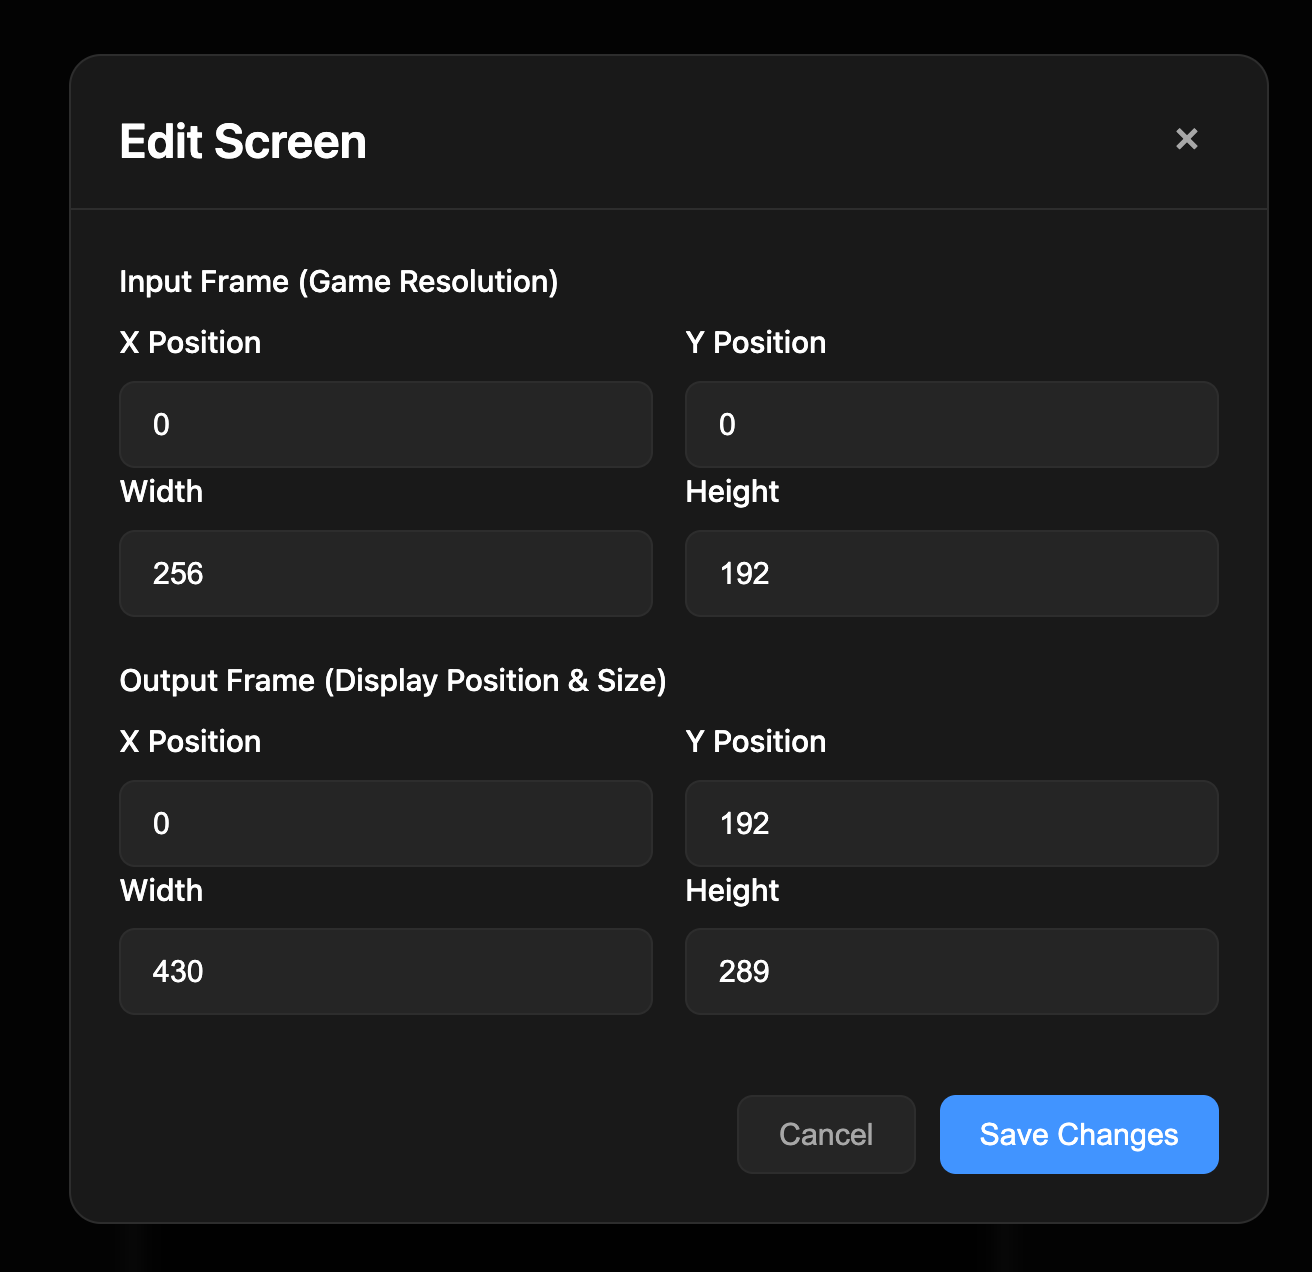 Edit Screen ×
Input Frame (Game Resolution)
X Position Y Position
0 0
Width Height
256 192
Output Frame (Display Position & Size)
X Position Y Position
0 192
Width Height
430 289
Cancel Save Changes